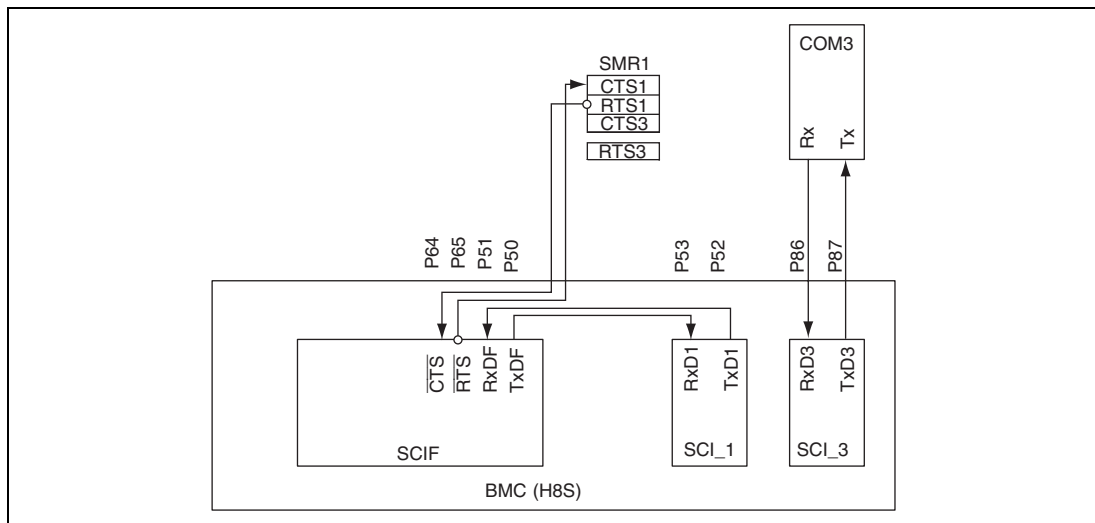 COM3
Rx
Tx
SMR1
CTS1
RTS1
CTS3
RTS3
P64
P65
P51
P50
P53
P52
P86
P87
CTS
RTS
RxDF
TxDF
SCIF
RxD1
TxD1
SCI_1
RxD3
TxD3
SCI_3
BMC (H8S)